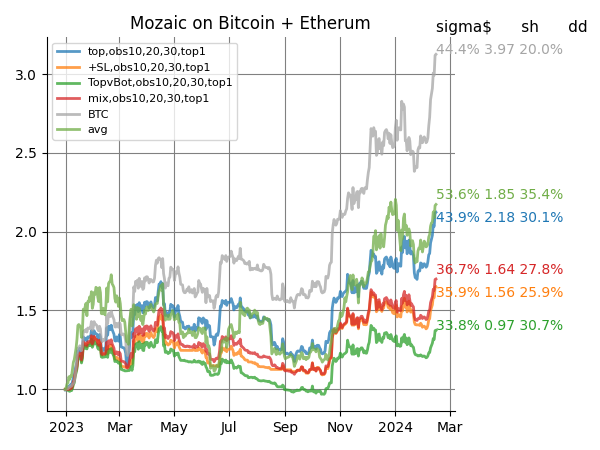 Mozaic on Bitcoin + Etherum
sigma$ sh dd
44.4% 3.97 20.0%
top,obs10,20,30,top1
+SL,obs10,20,30,top1
TopvBot,obs10,20,30,top1
mix,obs10,20,30,top1
BTC
avg
3.0
2.5
2.0
1.5
1.0
53.6% 1.85 35.4%
43.9% 2.18 30.1%
36.7% 1.64 27.8%
35.9% 1.56 25.9%
33.8% 0.97 30.7%
2023 Mar May Jul Sep Nov 2024 Mar